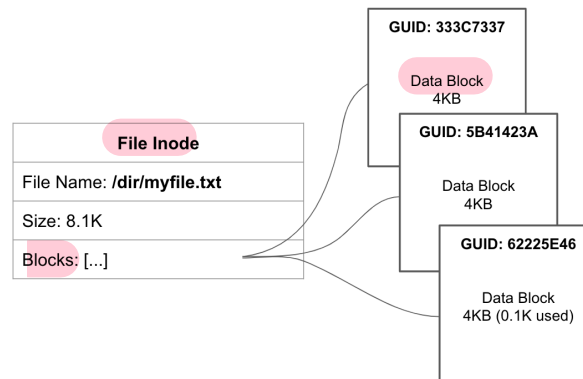 File Inode
File Name: /dir/myfile.txt
Size: 8.1K
Blocks: [...]
GUID: 333C7337
Data Block
4KB
GUID: 5B41423A
Data Block
4KB
GUID: 62225E46
Data Block
4KB (0.1K used)